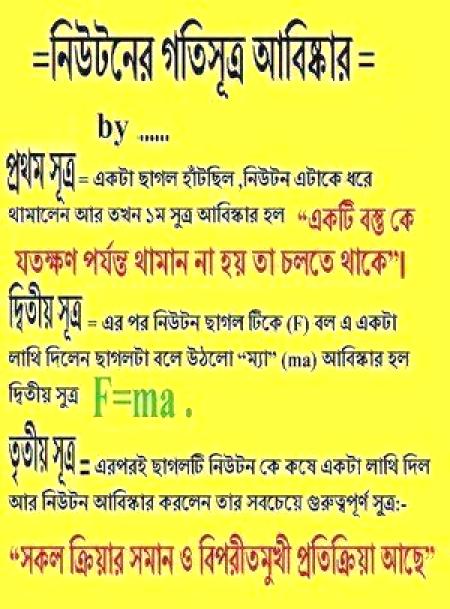 =নিউটনের গতিসূত্র আবিষ্কার =
by ......
প্রথম সূত্র = একটা ছাগল হাঁটছিল ,নিউটন এটাকে ধরে
থামালেন আর তখন ১ম সুত্র আবিস্কার হল “একটি বস্তু কে
যতক্ষণ পর্যন্ত থামান না হয় তা চলতে থাকে”।
দ্বিতীয় সূত্র = এর পর নিউটন ছাগল টিকে (F) বল এ একটা
লাথি দিলেন ছাগলটা বলে উঠলো “ম্যা” (ma) আবিস্কার হল
দ্বিতীয় সুত্র F=ma .
তৃতীয় সূত্র = এরপরই ছাগলটি নিউটন কে কষে একটা লাথি দিল
আর নিউটন আবিস্কার করলেন তার সবচেয়ে গুরুত্বপূর্ণ সুত্র:-
“সকল ক্রিয়ার সমান ও বিপরীতমুখী প্রতিক্রিয়া আছে”